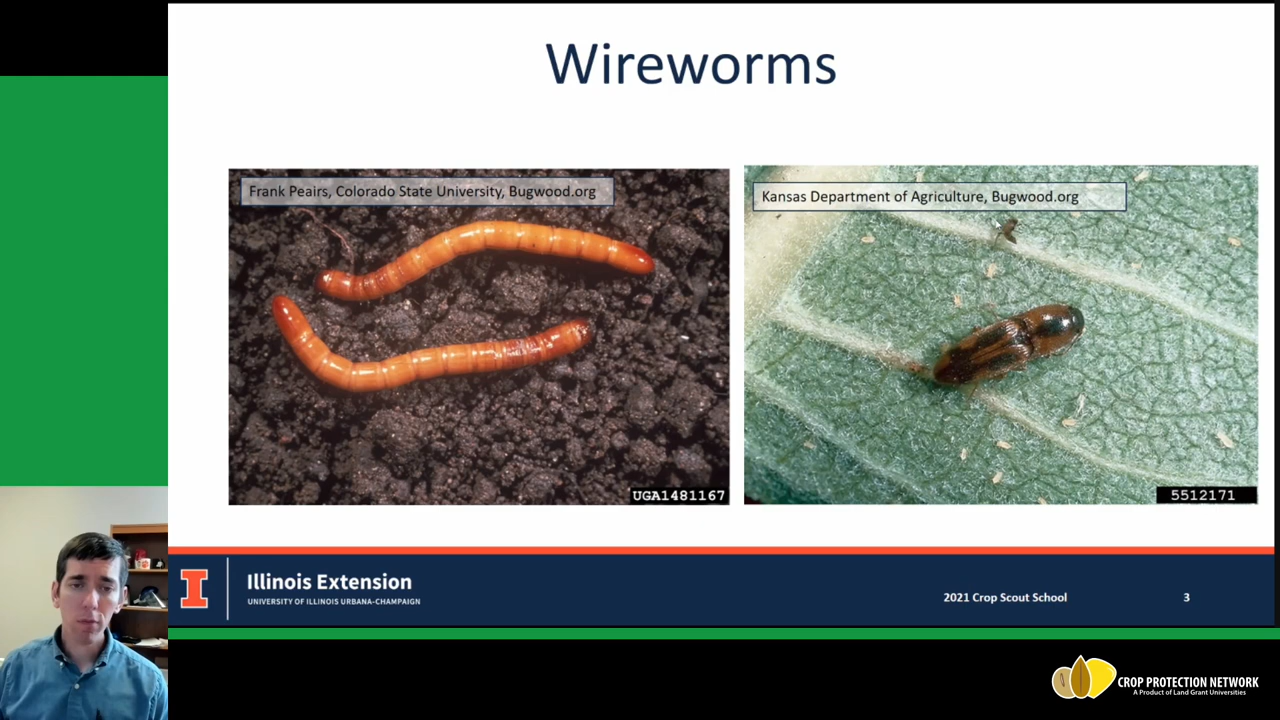 Wireworms
Frank Peairs, Colorado State University, Bugwood.org
Kansas Department of Agriculture, Bugwood.org
UGA1481167
5512171
I
Illinois Extension
UNIVERSITY OF ILLINOIS URBANA-CHAMPAIGN
2021 Crop Scout School
3
CROP PROTECTION NETWORK
A Product of Land Grant Universities